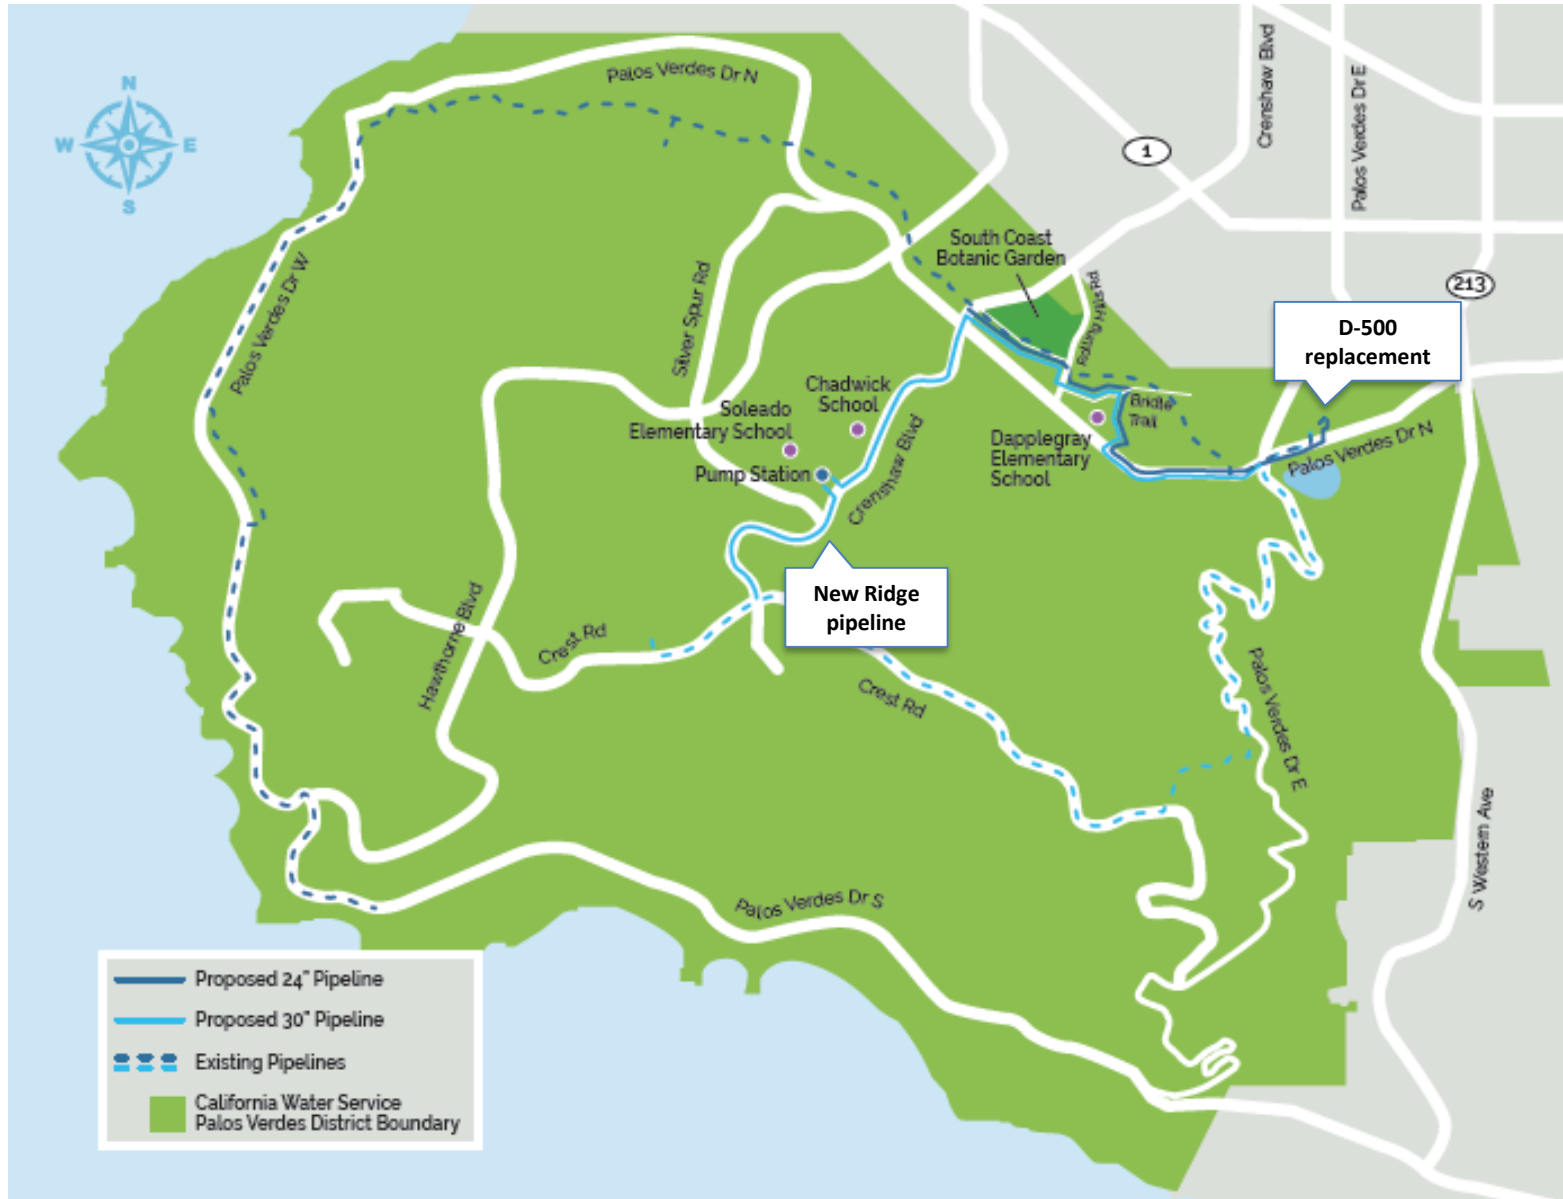 N
W
E
S
Palos Verdes Dr N
Crenshaw Blvd
Palos Verdes Dr E
1
213
South Coast
Botanic Garden
Rolling Hills Rd
Palos Verdes Dr W
Silver Spur Rd
D-500
replacement
Chadwick
School
Soleado
Elementary School
Pump Station
Crenshaw Blvd
Bridle
Trail
Dapplegray
Elementary
School
Palos Verdes Dr N
New Ridge
pipeline
Hawthorne Blvd
Crest Rd
Crest Rd
Palos Verdes Dr E
S Western Ave
Palos Verdes Dr S
Proposed 24" Pipeline
Proposed 30" Pipeline
Existing Pipelines
California Water Service
Palos Verdes District Boundary